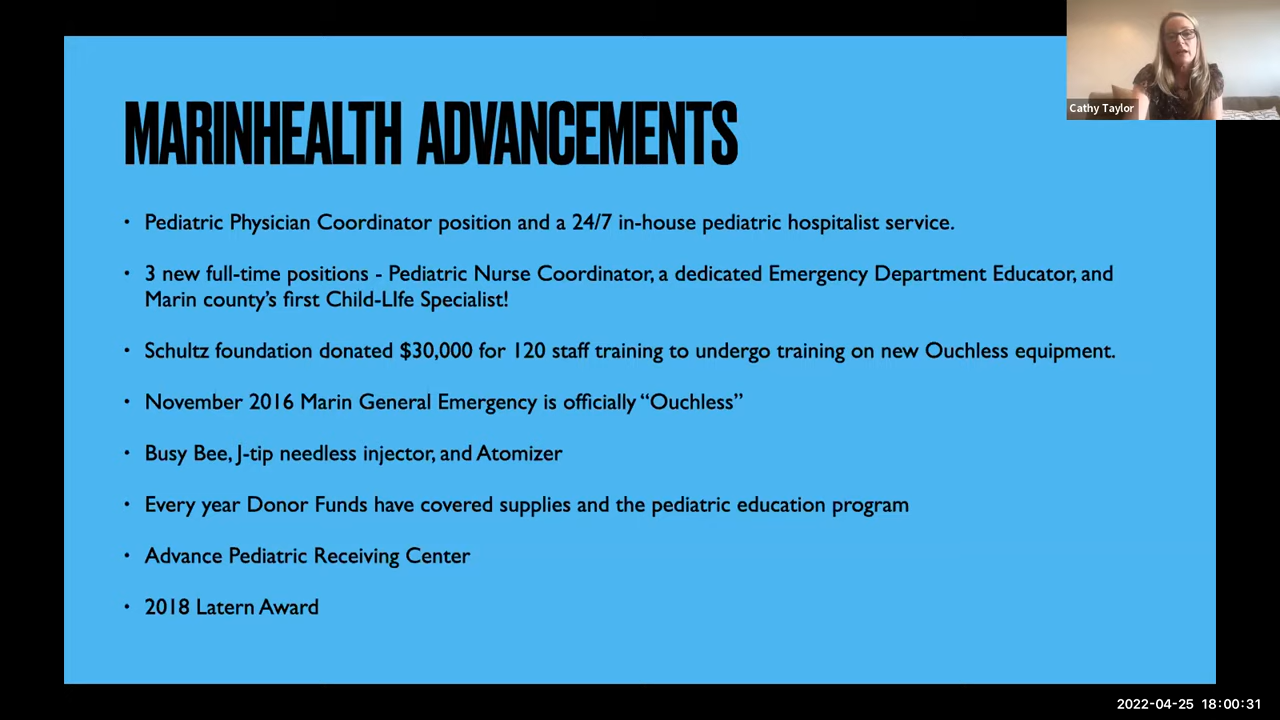 MARINHEALTH ADVANCEMENTS
Cathy Taylor
• Pediatric Physician Coordinator position and a 24/7 in-house pediatric hospitalist service.
• 3 new full-time positions - Pediatric Nurse Coordinator, a dedicated Emergency Department Educator, and
Marin county’s first Child-LIfe Specialist!
• Schultz foundation donated $30,000 for 120 staff training to undergo training on new Ouchless equipment.
• November 2016 Marin General Emergency is officially “Ouchless”
• Busy Bee, J-tip needless injector, and Atomizer
• Every year Donor Funds have covered supplies and the pediatric education program
• Advance Pediatric Receiving Center
• 2018 Latern Award
2022-04-25 18:00:31